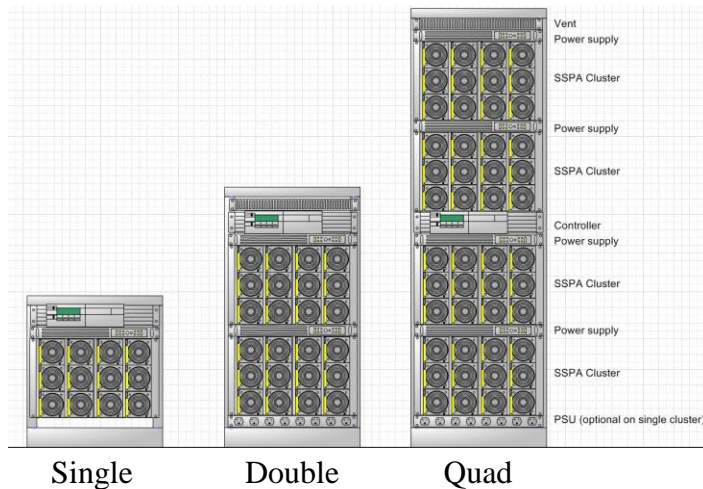 Vent
Power supply
SSPA Cluster
Power supply
SSPA Cluster
Controller
Power supply
SSPA Cluster
Power supply
SSPA Cluster
PSU (optional on single cluster)
Single Double Quad